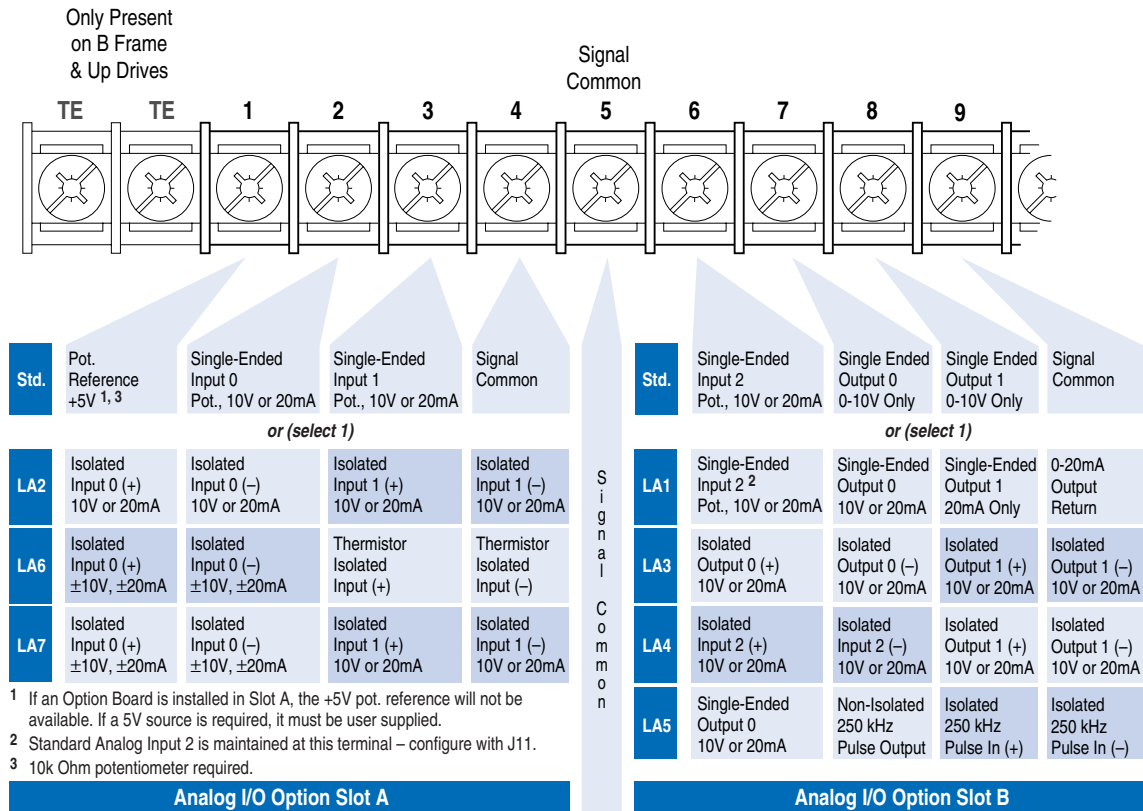 Only Present
on B Frame
& Up Drives
Signal
Common
TE TE 1 2 3 4 5 6 7 8 9
Std.
Pot.
Reference
+5V 1, 3
Single-Ended
Input 0
Pot., 10V or 20mA
Single-Ended
Input 1
Pot., 10V or 20mA
Signal
Common
or (select 1)
LA2
Isolated
Input 0 (+)
10V or 20mA
Isolated
Input 0 (–)
10V or 20mA
Isolated
Input 1 (+)
10V or 20mA
Isolated
Input 1 (–)
10V or 20mA
LA6
Isolated
Input 0 (+)
±10V, ±20mA
Isolated
Input 0 (–)
±10V, ±20mA
Thermistor
Isolated
Input (+)
Thermistor
Isolated
Input (–)
LA7
Isolated
Input 0 (+)
±10V, ±20mA
Isolated
Input 0 (–)
±10V, ±20mA
Isolated
Input 1 (+)
10V or 20mA
Isolated
Input 1 (–)
10V or 20mA
1 If an Option Board is installed in Slot A, the +5V pot. reference will not be
available. If a 5V source is required, it must be user supplied.
2 Standard Analog Input 2 is maintained at this terminal – configure with J11.
3 10k Ohm potentiometer required.
Analog I/O Option Slot A
Signal Common
Std.
Single-Ended
Input 2
Pot., 10V or 20mA
Single Ended
Output 0
0-10V Only
Single Ended
Output 1
0-10V Only
Signal
Common
or (select 1)
LA1
Single-Ended
Input 2 2
Pot., 10V or 20mA
Single-Ended
Output 0
10V or 20mA
Single-Ended
Output 1
20mA Only
0-20mA
Output
Return
LA3
Isolated
Output 0 (+)
10V or 20mA
Isolated
Output 0 (–)
10V or 20mA
Isolated
Output 1 (+)
10V or 20mA
Isolated
Output 1 (–)
10V or 20mA
LA4
Isolated
Input 2 (+)
10V or 20mA
Isolated
Input 2 (–)
10V or 20mA
Isolated
Output 1 (+)
10V or 20mA
Isolated
Output 1 (–)
10V or 20mA
LA5
Single-Ended
Output 0
10V or 20mA
Non-Isolated
250 kHz
Pulse Output
Isolated
250 kHz
Pulse In (+)
Isolated
250 kHz
Pulse In (–)
Analog I/O Option Slot B